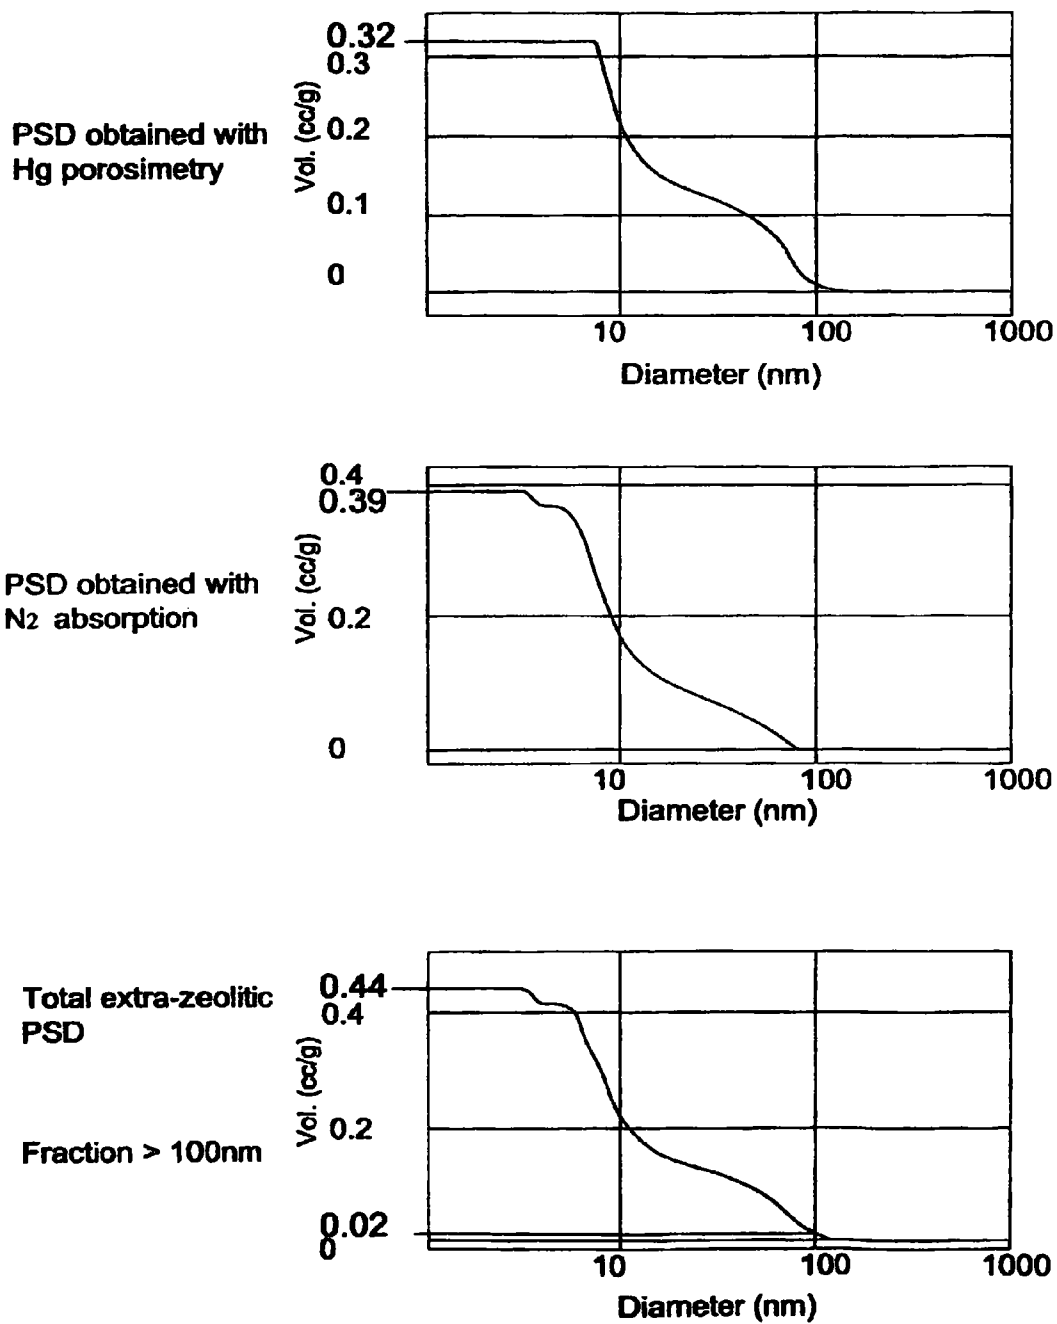 0.32
0.3
PSD obtained with
Hg porosimetry
Vol. (cc/g)
0.2
0.1
0
10
100
1000
Diameter (nm)
0.4
0.39
PSD obtained with
N2 absorption
Vol. (cc/g)
0.2
0
10
100
1000
Diameter (nm)
Total extra-zeolitic
PSD
0.44
0.4
Vol. (cc/g)
Fraction > 100nm
0.2
0.02
0
10
100
1000
Diameter (nm)